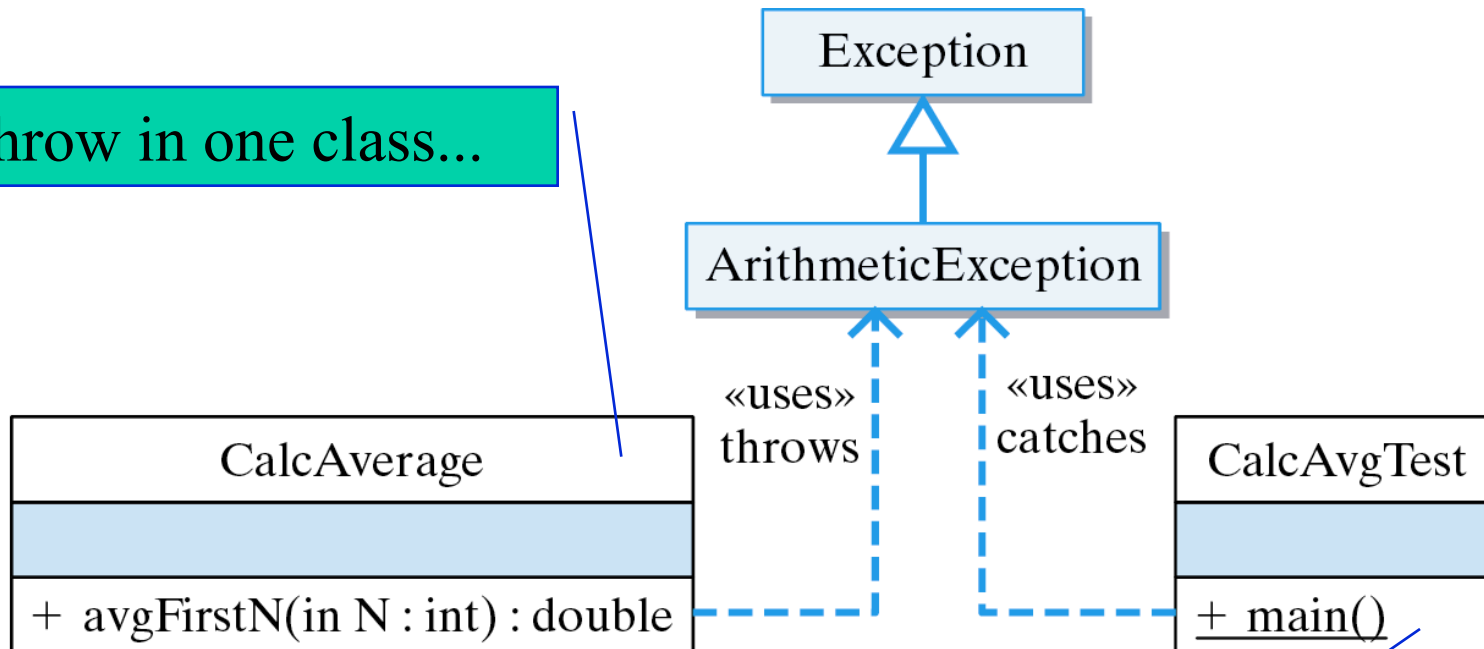 Exception
hrow in one class...
ArithmeticException
«uses»
throws
«uses»
catches
CalcAverage
CalcAvgTest
+ avgFirstN(in N : int) : double
+ main()